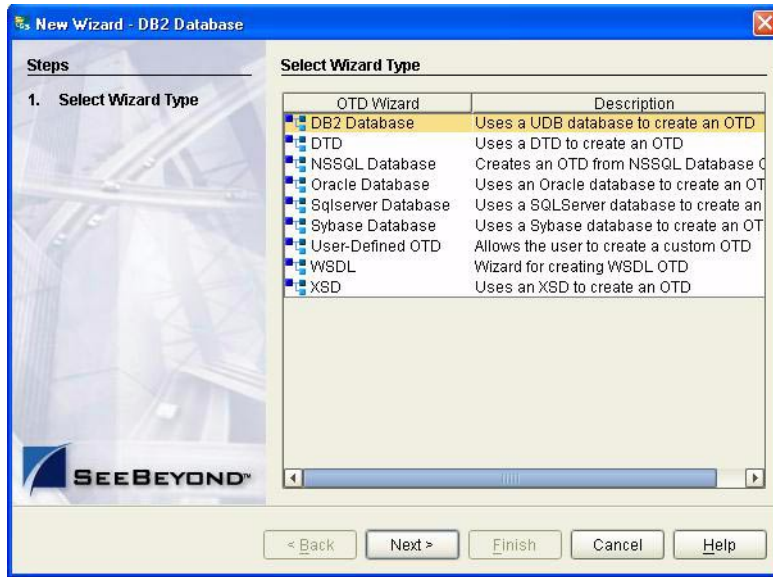 New Wizard - DB2 Database
Steps
1. Select Wizard Type
Select Wizard Type
OTD Wizard Description
DB2 Database Uses a UDB database to create an OTD
DTD Uses a DTD to create an OTD
NSSQL Database Creates an OTD from NSSQL Database
Oracle Database Uses an Oracle database to create an OT
Sqlserver Database Uses a SQLServer database to create an
Sybase Database Uses a Sybase database to create an OT
User-Defined OTD Allows the user to create a custom OTD
WSDL Wizard for creating WSDL OTD
XSD Uses an XSD to create an OTD
SEEBEYOND™
< Back Next > Finish Cancel Help